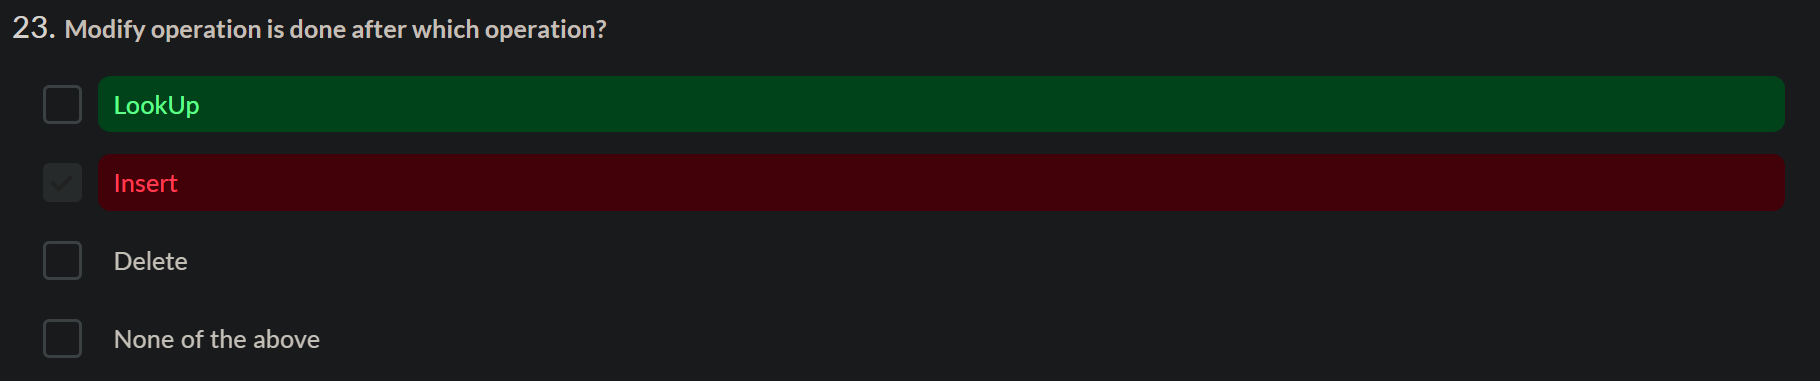 23. Modify operation is done after which operation?
LookUp
Insert
Delete
None of the above